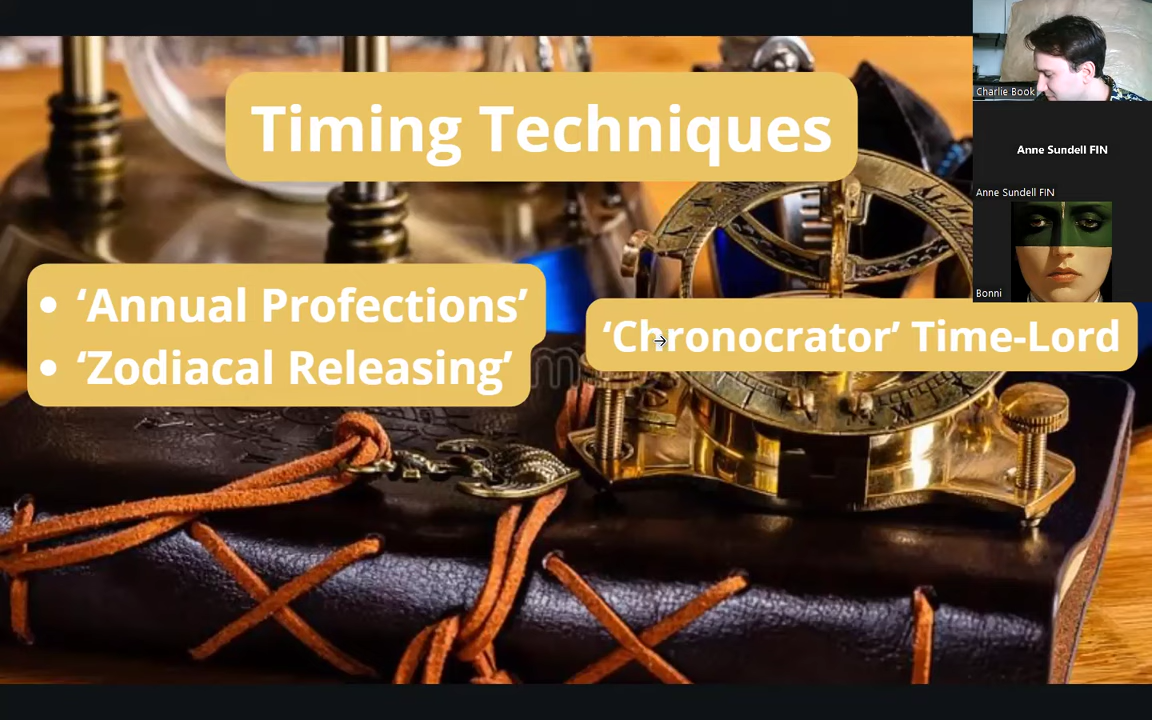 Timing Techniques
Charlie Book
Anne Sundell FIN
Anne Sundell FIN
Bonni
• ‘Annual Profections’
• ‘Zodiacal Releasing’
‘Chronocrator’ Time-Lord